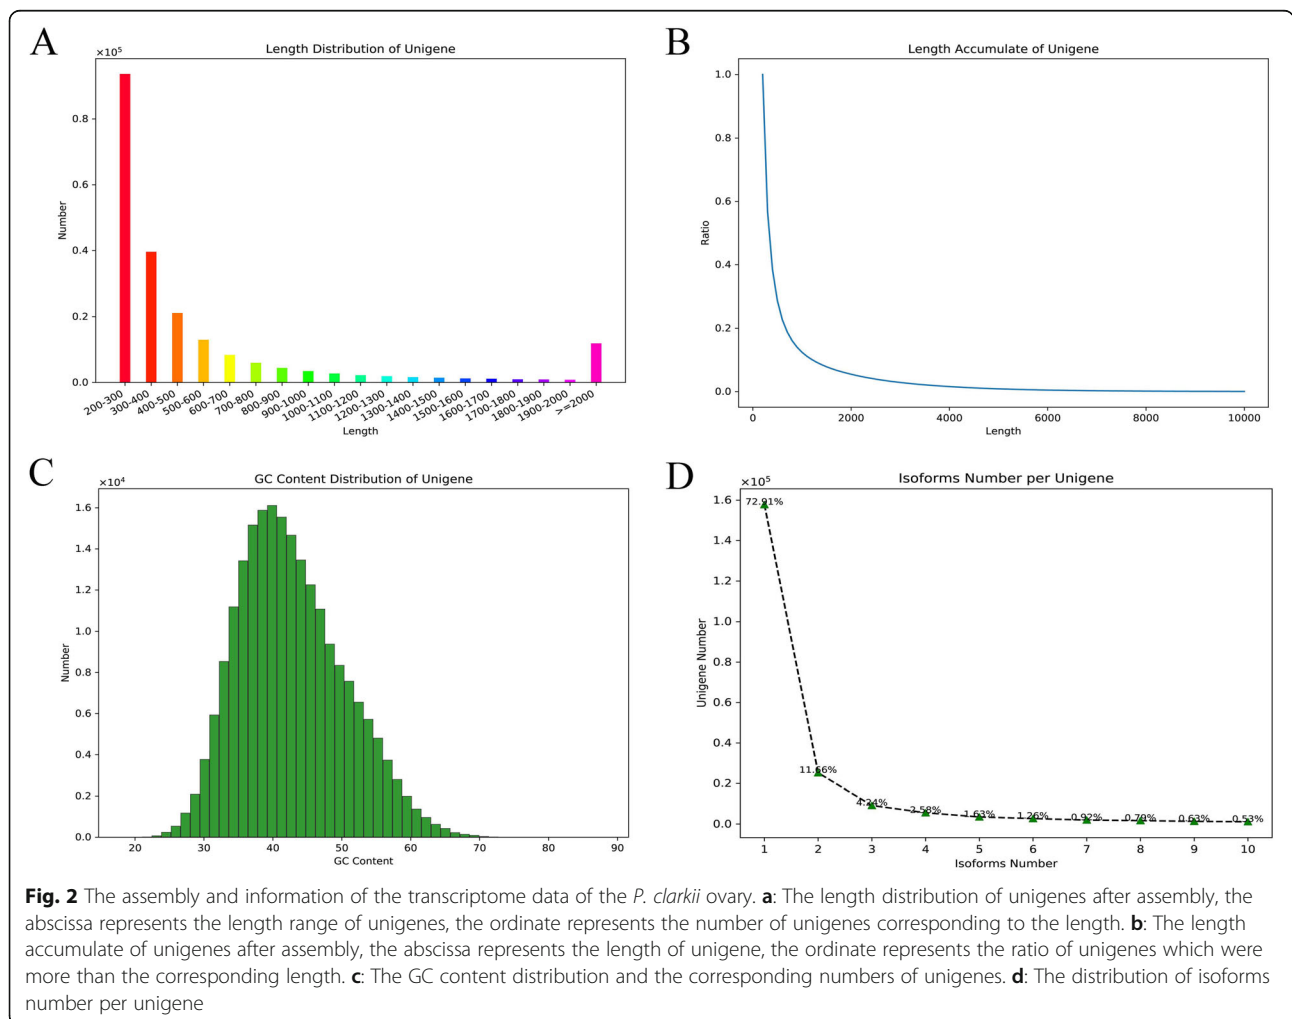 A
Length Distribution of Unigene
×10⁵
0.8
0.6
0.4
0.2
0.0
Number
200-300
300-400
400-500
500-600
600-700
700-800
800-900
900-1000
1000-1100
1100-1200
1200-1300
1300-1400
1400-1500
1500-1600
1600-1700
1700-1800
1800-1900
1900-2000
>=2000
Length
B
Length Accumulate of Unigene
1.0
0.8
0.6
0.4
0.2
0.0
Ratio
0 2000 4000 6000 8000 10000
Length
C
GC Content Distribution of Unigene
×10⁴
1.6
1.4
1.2
1.0
0.8
0.6
0.4
0.2
0.0
Number
20 30 40 50 60 70 80 90
GC Content
D
Isoforms Number per Unigene
×10⁵
1.6
1.4
1.2
1.0
0.8
0.6
0.4
0.2
0.0
Unigene Number
72.91%
11.66%
4.24%
2.58%
1.63%
1.26%
0.92%
0.79%
0.63%
0.53%
1 2 3 4 5 6 7 8 9 10
Isoforms Number
Fig. 2 The assembly and information of the transcriptome data of the P. clarkii ovary. a: The length distribution of unigenes after assembly, the
abscissa represents the length range of unigenes, the ordinate represents the number of unigenes corresponding to the length. b: The length
accumulate of unigenes after assembly, the abscissa represents the length of unigene, the ordinate represents the ratio of unigenes which were
more than the corresponding length. c: The GC content distribution and the corresponding numbers of unigenes. d: The distribution of isoforms
number per unigene